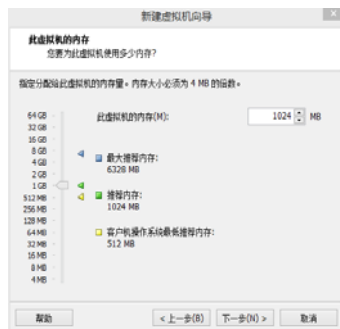 新建虚拟机向导
此虚拟机的内存
您要为此虚拟机使用多少内存?
指定分配给此虚拟机的内存量。内存大小必须为 4 MB 的倍数。
64 GB
32 GB
16 GB
8 GB
4 GB
2 GB
1 GB
512 MB
256 MB
128 MB
64 MB
32 MB
16 MB
8 MB
4 MB
此虚拟机的内存(M): 1024 MB
最大推荐内存:
6328 MB
推荐内存:
1024 MB
客户机操作系统最低推荐内存:
512 MB
帮助 < 上一步(B) 下一步(N) > 取消